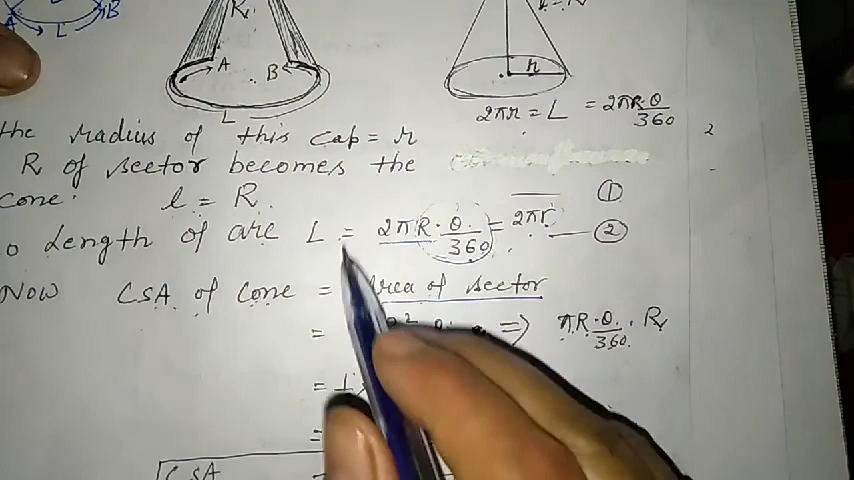 A L B
R
A B
L
r
2πr = L = 2πR·θ/360
the radius of this cap = r
2
R of sector becomes the
cone. l = R. ①
Length of arc L = 2πR·θ/360 = 2πr ②
Now CSA of Cone = Area of sector
= ⇒ πR·θ/360 · R
=
=
CSA